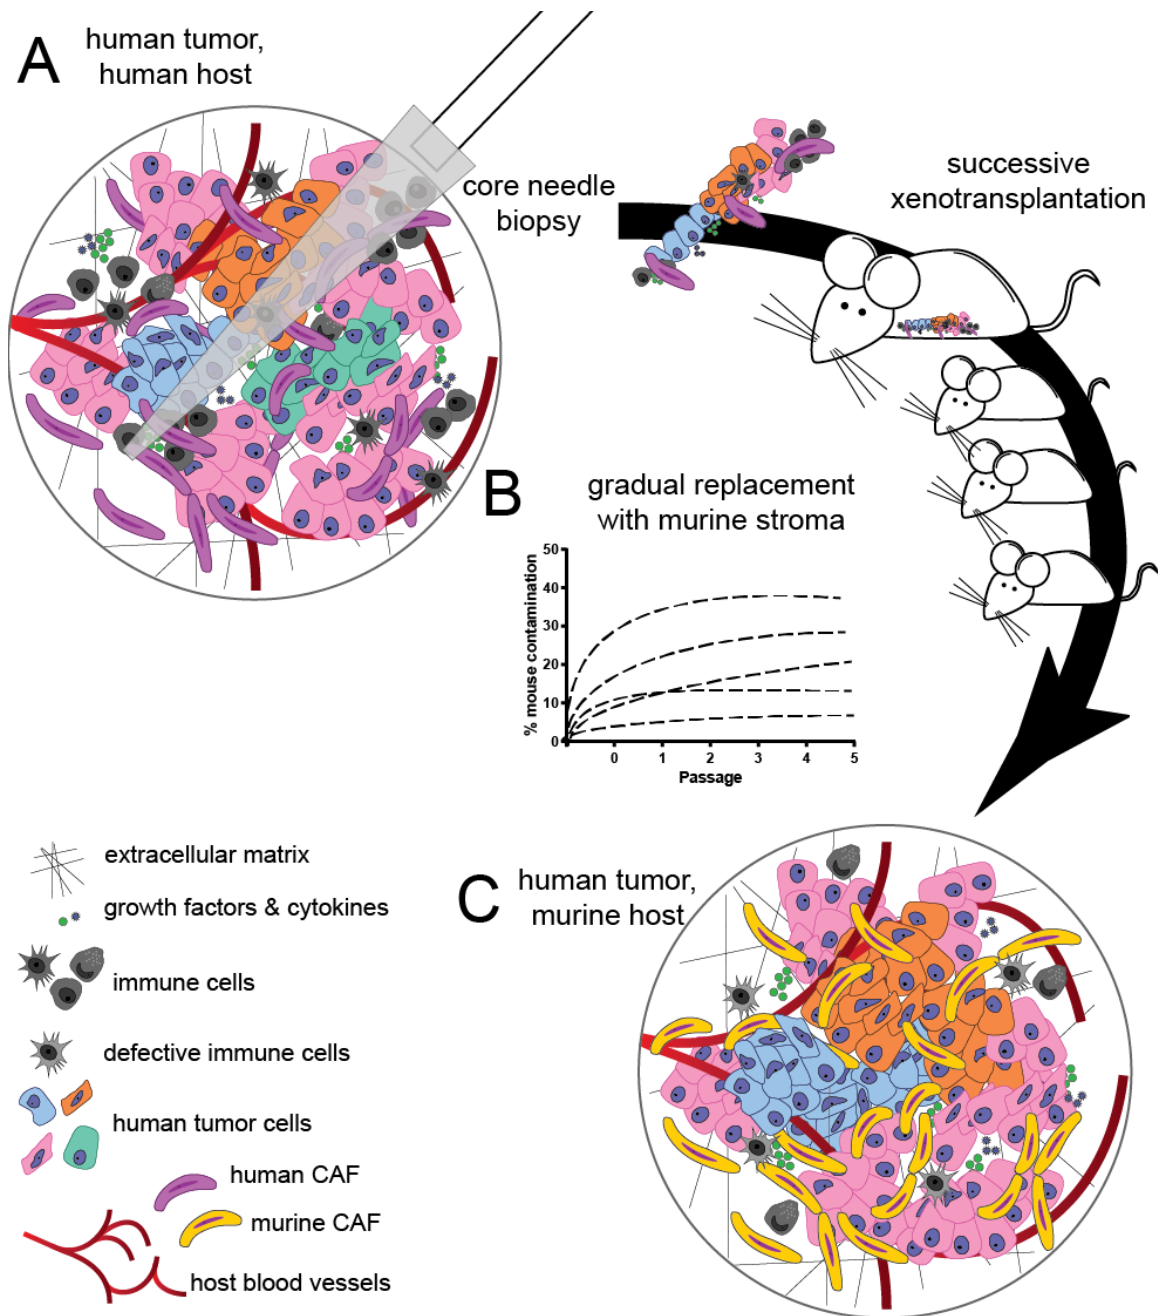 A
human tumor,
human host
core needle
biopsy
successive
xenotransplantation
B
gradual replacement
with murine stroma
% mouse contamination
50
40
30
20
10
0
0 1 2 3 4 5
Passage
extracellular matrix
growth factors & cytokines
immune cells
defective immune cells
human tumor cells
human CAF
murine CAF
host blood vessels
C
human tumor,
murine host